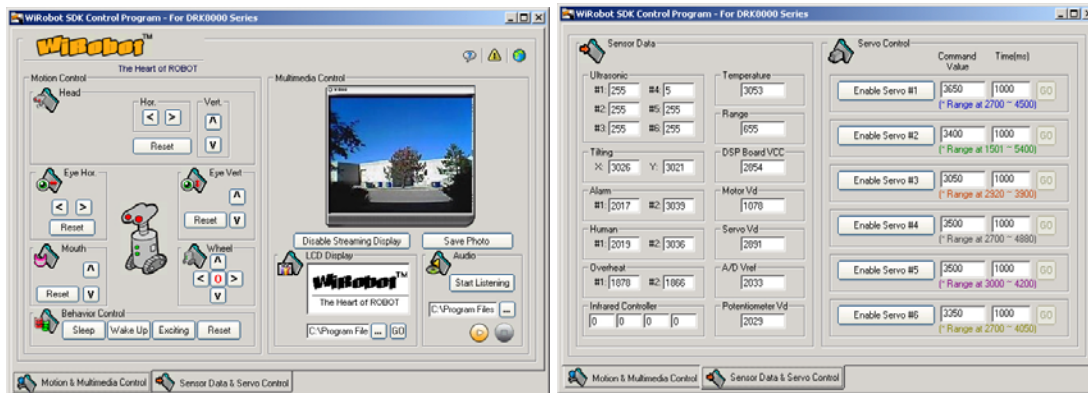 WiRobot SDK Control Program - For DRK8000 Series
WiRobot™
The Heart of ROBOT
Motion Control
Head
Hor.
Vert.
< >
ʌ
Reset
v
Eye Hor.
< >
Reset
Eye Vert
ʌ
Reset v
Mouth
ʌ
Reset v
Wheel
ʌ
< 0 >
v
Behavior Control
Sleep Wake Up Exciting Reset
Multimedia Control
Video
Disable Streaming Display Save Photo
LCD Display
WiRobot™
The Heart of ROBOT
C:\Program File ... GO
Audio
Start Listening
C:\Program Files ...
Motion & Multimedia Control Sensor Data & Servo Control
WiRobot SDK Control Program - For DRK8000 Series
Sensor Data
Ultrasonic
#1: 255 #4: 5
#2: 255 #5: 255
#3: 255 #6: 255
Tilting
X: 3026 Y: 3021
Alarm
#1: 2017 #2: 3039
Human
#1: 2019 #2: 3036
Overheat
#1: 1878 #2: 1866
Infrared Controller
0 0 0 0
Temperature
3053
Range
655
DSP Board VCC
2054
Motor Vd
1078
Servo Vd
2091
A/D Vref
2033
Potentiometer Vd
2029
Servo Control
Command Value Time(ms)
Enable Servo #1 3650 1000 GO
(* Range at 2700 ~ 4500)
Enable Servo #2 3400 1000 GO
(* Range at 1501 ~ 5400)
Enable Servo #3 3050 1000 GO
(* Range at 2920 ~ 3900)
Enable Servo #4 3500 1000 GO
(* Range at 2700 ~ 4880)
Enable Servo #5 3500 1000 GO
(* Range at 3000 ~ 4200)
Enable Servo #6 3350 1000 GO
(* Range at 2700 ~ 4050)
Motion & Multimedia Control Sensor Data & Servo Control